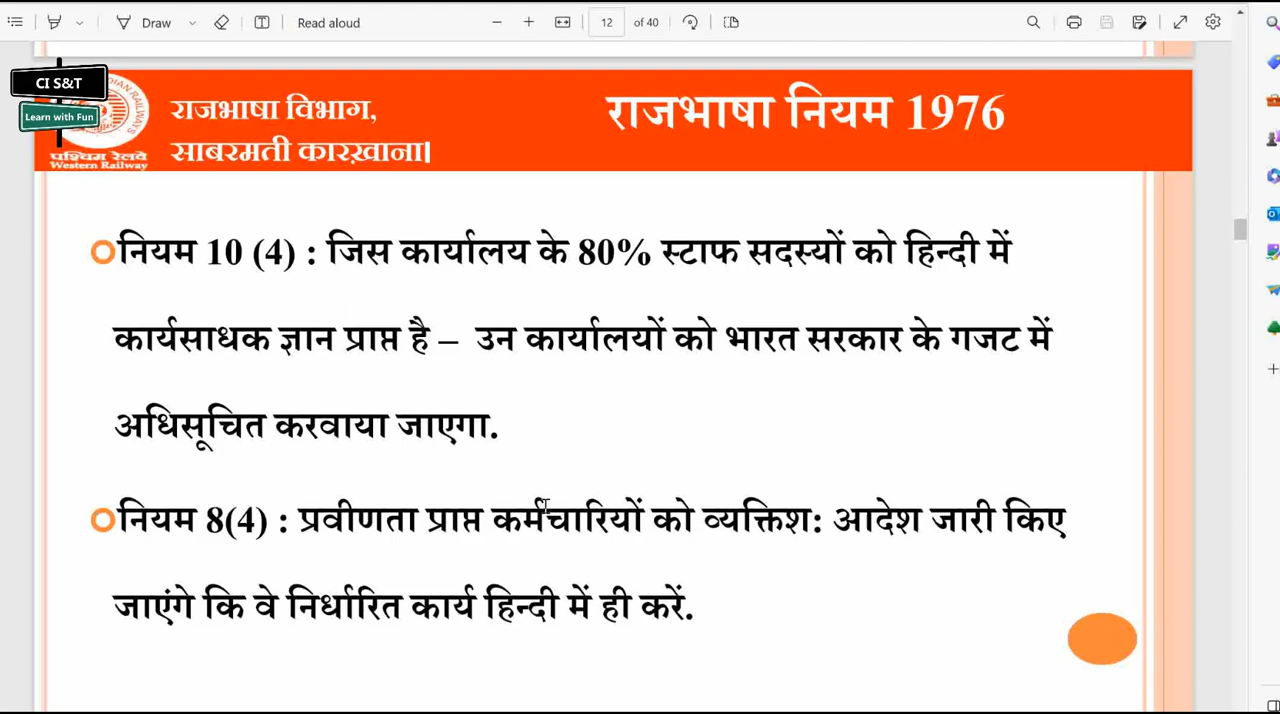 Draw
Read aloud
12 of 40
CI S&T
Learn with Fun
पश्चिम रेलवे
Western Railway
राजभाषा विभाग,
साबरमती कारख़ाना|
राजभाषा नियम 1976
नियम 10 (4) : जिस कार्यालय के 80% स्टाफ सदस्यों को हिन्दी में
कार्यसाधक ज्ञान प्राप्त है – उन कार्यालयों को भारत सरकार के गजट में
अधिसूचित करवाया जाएगा.
नियम 8(4) : प्रवीणता प्राप्त कर्मचारियों को व्यक्तिश: आदेश जारी किए
जाएंगे कि वे निर्धारित कार्य हिन्दी में ही करें.